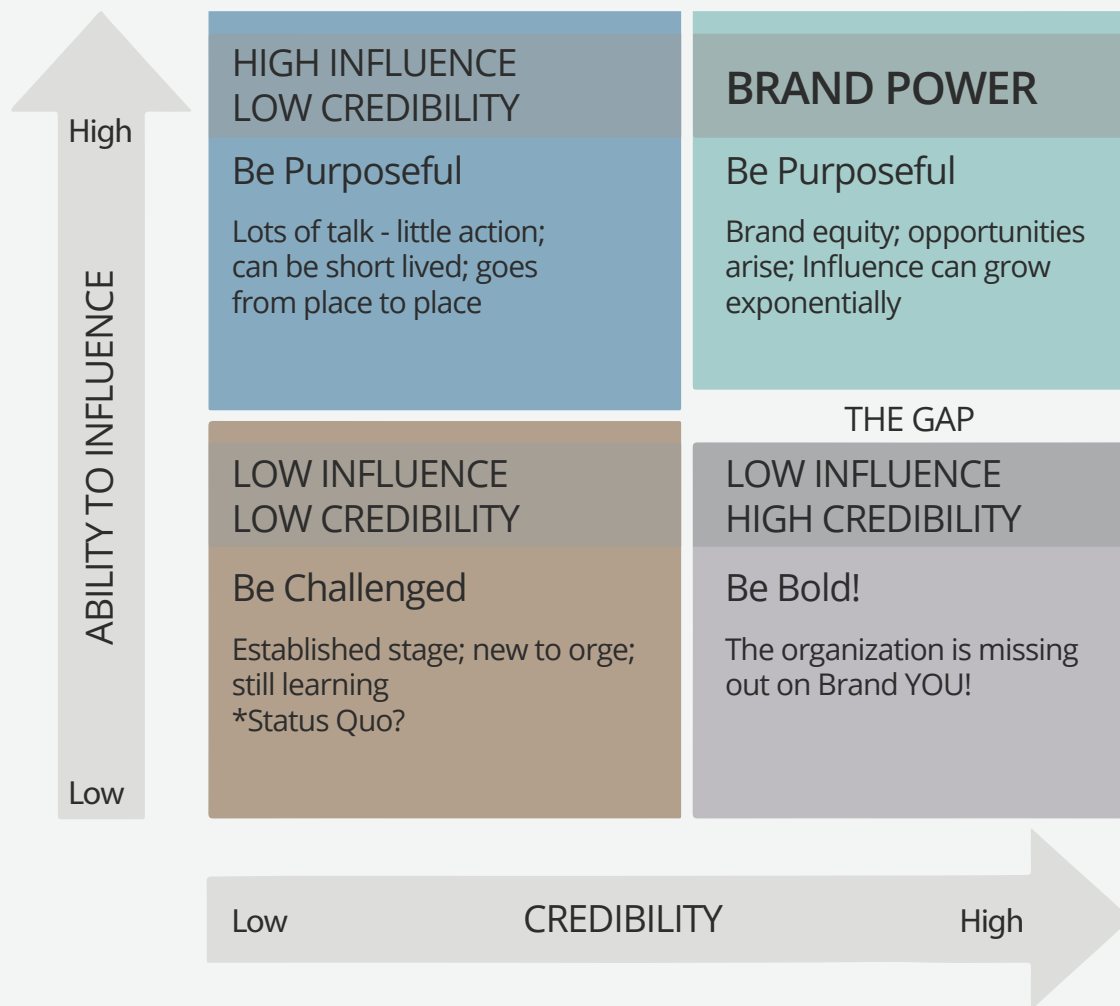 High
ABILITY TO INFLUENCE
Low
HIGH INFLUENCE
LOW CREDIBILITY
Be Purposeful
Lots of talk - little action;
can be short lived; goes
from place to place
BRAND POWER
Be Purposeful
Brand equity; opportunities
arise; Influence can grow
exponentially
THE GAP
LOW INFLUENCE
LOW CREDIBILITY
Be Challenged
Established stage; new to orge;
still learning
*Status Quo?
LOW INFLUENCE
HIGH CREDIBILITY
Be Bold!
The organization is missing
out on Brand YOU!
Low
CREDIBILITY
High